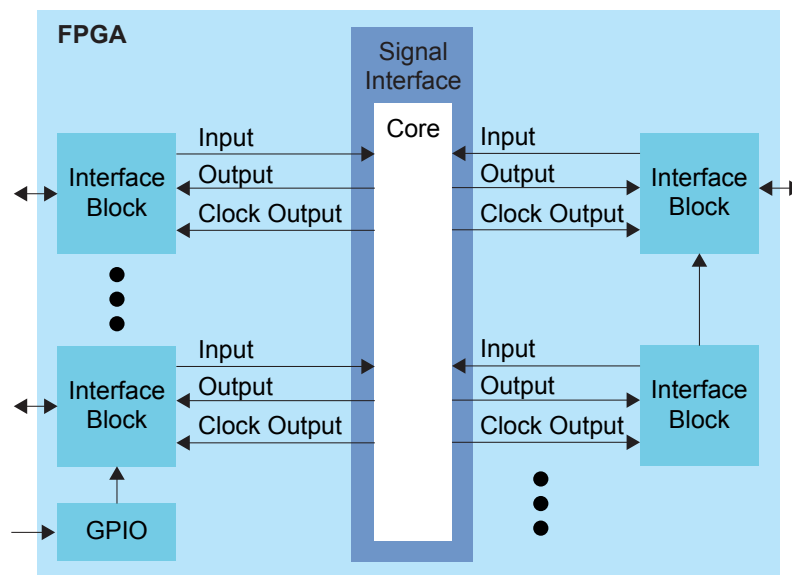 FPGA
Signal
Interface
Core
Input
Output
Clock Output
Interface
Block
Input
Output
Clock Output
Interface
Block
Input
Output
Clock Output
Interface
Block
Input
Output
Clock Output
Interface
Block
GPIO